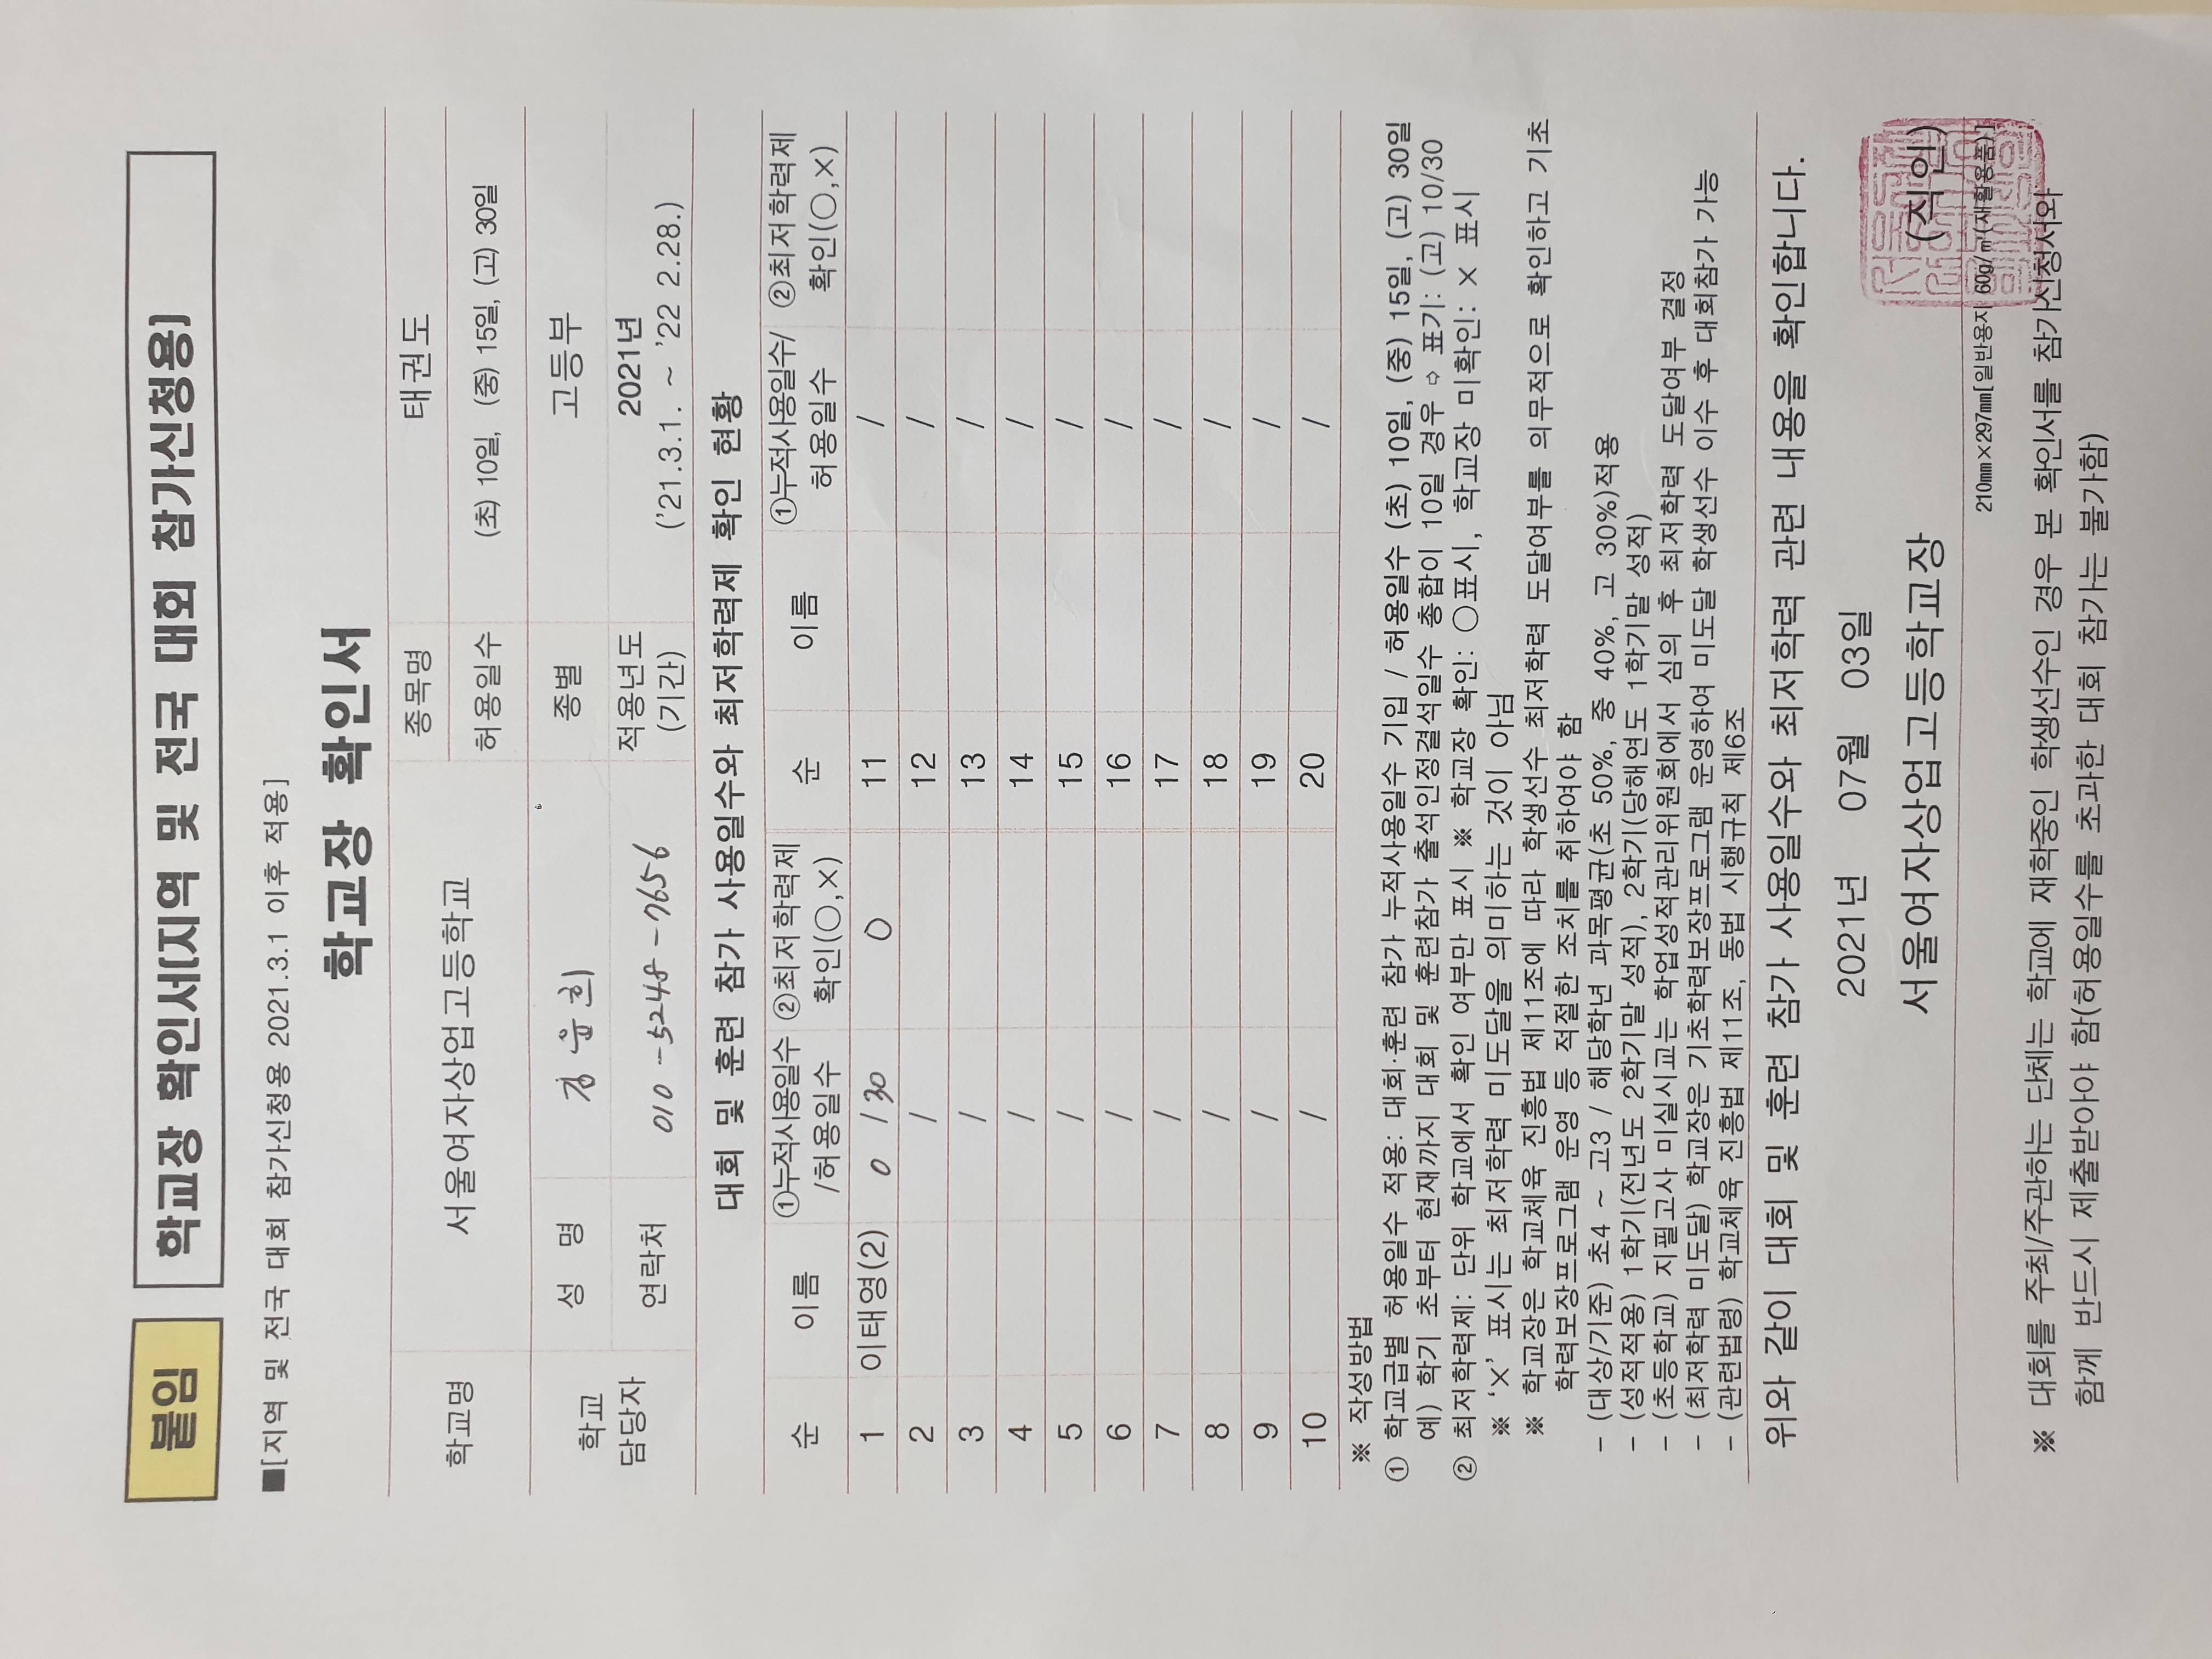 붙임
학교장 확인서(지역 및 전국 대회 참가신청용)
■[지역 및 전국 대회 참가신청용 2021.3.1 이후 적용]
학교장 확인서
학교명 서울여자상업고등학교 종목명 태권도
허용일수 (초) 10일, (중) 15일, (고) 30일
학교 담당자 성 명 김윤희 종별 고등부
연락처 010-5248-7656 적용년도 (기간) 2021년 ('21.3.1. ~ '22 2.28.)
대회 및 훈련 참가 사용일수와 최저학력제 확인 현황
순 이름 ①누적사용일수 /허용일수 ②최저학력제 확인(○,×) 순 이름 ①누적사용일수/ 허용일수 ②최저학력제 확인(○,×)
1 이태영(2) 0 / 30 ○ 11 /
2 / 12 /
3 / 13 /
4 / 14 /
5 / 15 /
6 / 16 /
7 / 17 /
8 / 18 /
9 / 19 /
10 / 20 /
※ 작성방법
① 학교급별 허용일수 적용: 대회·훈련 참가 누적사용일수 기입 / 허용일수 (초) 10일, (중) 15일, (고) 30일
예) 학기 초부터 현재까지 대회 및 훈련참가 출석인정결석일수 총합이 10일 경우 ⇨ 표기: (고) 10/30
② 최저학력제: 단위 학교에서 확인 여부만 표시 ※ 학교장 확인: ○표시, 학교장 미확인: × 표시
※ '×' 표시는 최저학력 미도달을 의미하는 것이 아님
※ 학교장은 학교체육 진흥법 제11조에 따라 학생선수 최저학력 도달여부를 의무적으로 확인하고 기초
학력보장프로그램 운영 등 적절한 조치를 취하여야 함
- (대상/기준) 초4 ~ 고3 / 해당학년 과목평균(초 50%, 중 40%, 고 30%)적용
- (성적적용) 1학기(전년도 2학기말 성적), 2학기(당해연도 1학기말 성적)
- (초등학교) 지필고사 미실시교는 학업성적관리위원회에서 심의 후 최저학력 도달여부 결정
- (최저학력 미도달) 학교장은 기초학력보장프로그램 운영하여 미도달 학생선수 이수 후 대회참가 가능
- (관련법령) 학교체육 진흥법 제11조, 동법 시행규칙 제6조
위와 같이 대회 및 훈련 참가 사용일수와 최저학력 관련 내용을 확인합니다.
2021년 07월 03일
서울여자상업고등학교장 (직인)
210㎜×297㎜[일반용지 60g/㎡(재활용품)]
※ 대회를 주최/주관하는 단체는 학교에 재학중인 학생선수인 경우 본 확인서를 참가신청서와
함께 반드시 제출받아야 함(허용일수를 초과한 대회 참가는 불가함)